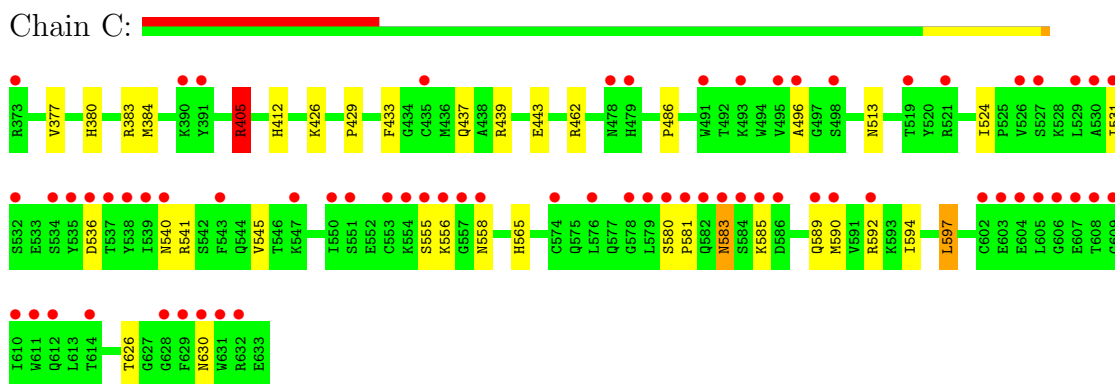 Chain C:
R373 V377 H380 R383 M384 K390 Y391 R405 H412 K426 P429 F433 G434 C435 M436 Q437 A438 R439 E443 R462 N478 H479 P486 W491 T492 K493 W494 V495 A496 G497 S498 N513 T519 Y520 R521 I524 P525 V526 S527 K528 L529 A530 I531
S532 E533 S534 Y535 D536 T537 Y538 I539 N540 R541 S542 F543 Q544 V545 T546 K547 I550 S551 E552 C553 K554 S555 K556 G557 N558 H565 C574 Q575 L576 Q577 G578 L579 S580 P581 Q582 N583 S584 K585 D586 Q589 M590 V591 R592 K593 I594 L597 C602 E603 E604 L605 G606 E607 T608
I610 W611 Q612 L613 T614 T626 G627 G628 F629 N630 W631 R632 E633